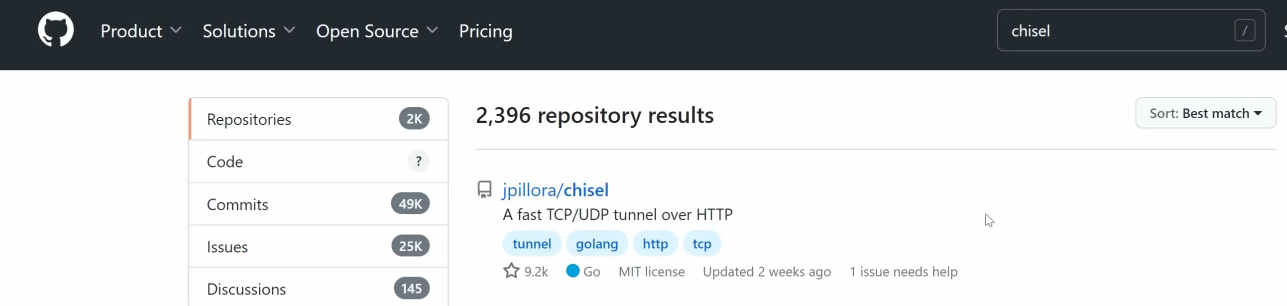 Product Solutions Open Source Pricing chisel /
Repositories 2K
Code ?
Commits 49K
Issues 25K
Discussions 145
2,396 repository results Sort: Best match
jpillora/chisel
A fast TCP/UDP tunnel over HTTP
tunnel golang http tcp
9.2k Go MIT license Updated 2 weeks ago 1 issue needs help